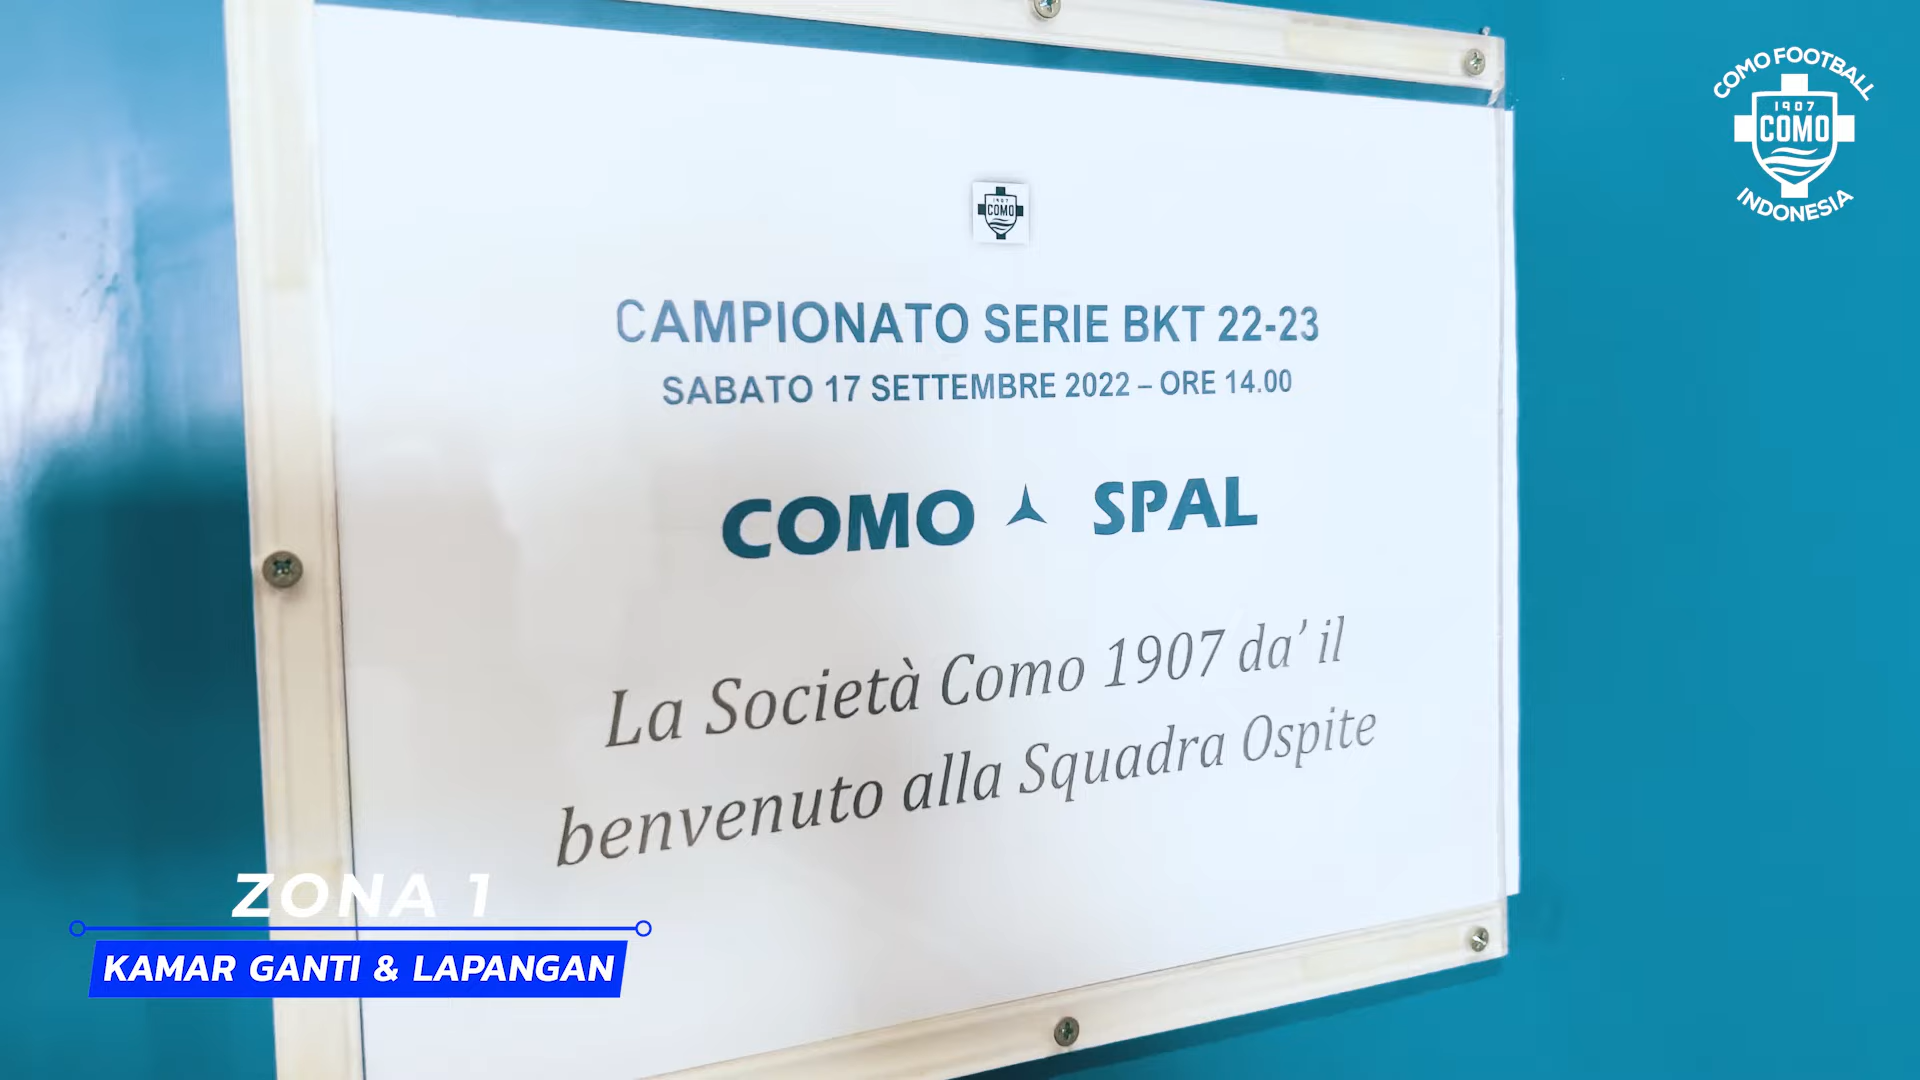 COMO FOOTBALL
1907
COMO
INDONESIA
1907
COMO
CAMPIONATO SERIE BKT 22-23
SABATO 17 SETTEMBRE 2022 – ORE 14.00
COMO SPAL
La Società Como 1907 da’ il
benvenuto alla Squadra Ospite
ZONA 1
KAMAR GANTI & LAPANGAN